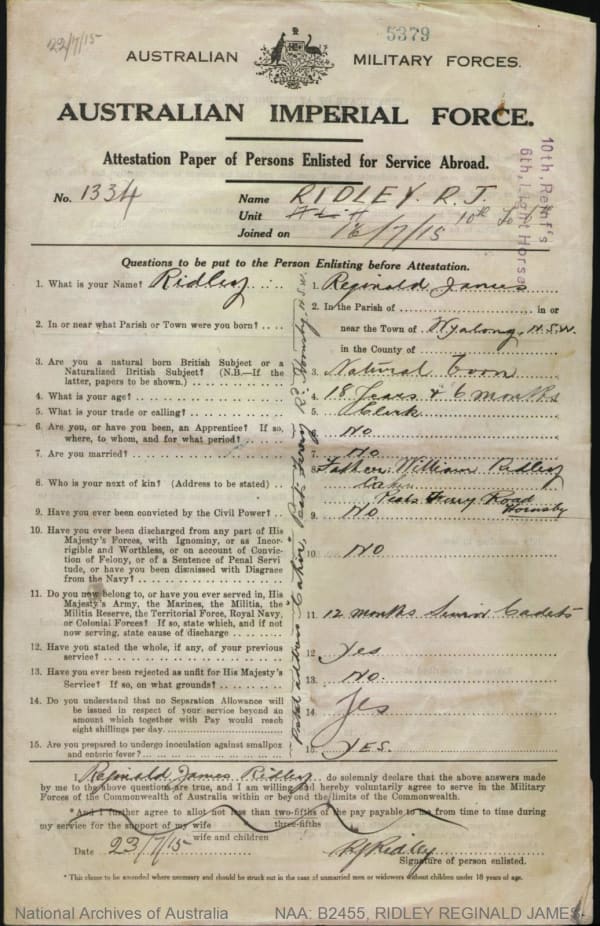 22/7/15
5379
AUSTRALIAN MILITARY FORCES.
AUSTRALIAN IMPERIAL FORCE.
Attestation Paper of Persons Enlisted for Service Abroad.
10th, Reinf's
6th, Light Horse
No. 1334 Name RIDLEY. R. J.
Unit 10th to 6th
Joined on 16/7/15
Questions to be put to the Person Enlisting before Attestation.
1. What is your Name? Ridley 1. Reginald James
2. In or near what Parish or Town were you born? 2. In the Parish of in or
near the Town of Wyalong, N.S.W.
in the County of
3. Are you a natural born British Subject or a
Naturalized British Subject? (N.B.—If the
latter, papers to be shown.) 3. Natural Born
4. What is your age? 4. 18 Years & 6 months
5. What is your trade or calling? 5. Clerk
6. Are you, or have you been, an Apprentice? If so,
where, to whom, and for what period? 6. No
7. Are you married? 7. No
8. Who is your next of kin? (Address to be stated) 8. Father: William Ridley
Peats Ferry Road
Hornsby
9. Have you ever been convicted by the Civil Power? 9. No
10. Have you ever been discharged from any part of His
Majesty's Forces, with Ignominy, or as Incor-
rigible and Worthless, or on account of Convic-
tion of Felony, or of a Sentence of Penal Servi-
tude, or have you been dismissed with Disgrace
from the Navy? 10. No
11. Do you now belong to, or have you ever served in, His
Majesty's Army, the Marines, the Militia, the
Militia Reserve, the Territorial Force, Royal Navy,
or Colonial Forces? If so, state which, and if not
now serving, state cause of discharge 11. 12 months Senior Cadets
12. Have you stated the whole, if any, of your previous
service? 12. Yes
13. Have you ever been rejected as unfit for His Majesty's
Service? If so, on what grounds? 13. No.
14. Do you understand that no Separation Allowance will
be issued in respect of your service beyond an
amount which together with Pay would reach
eight shillings per day. 14. Yes
15. Are you prepared to undergo inoculation against smallpox
and enteric fever? 15. YES.
Postal address Peats Ferry Rd Hornsby, N.S.W.
I, Reginald James Ridley do solemnly declare that the above answers made
by me to the above questions are true, and I am willing and hereby voluntarily agree to serve in the Military
Forces of the Commonwealth of Australia within or beyond the limits of the Commonwealth.
*And I further agree to allot not less than two-fifths of the pay payable to me from time to time during
three-fifths
my service for the support of my wife
wife and children
Date 23/7/15 R J Ridley
Signature of person enlisted.
* This clause to be amended where necessary and should be struck out in the case of unmarried men or widowers without children under 18 years of age.
National Archives of Australia NAA: B2455, RIDLEY REGINALD JAMES